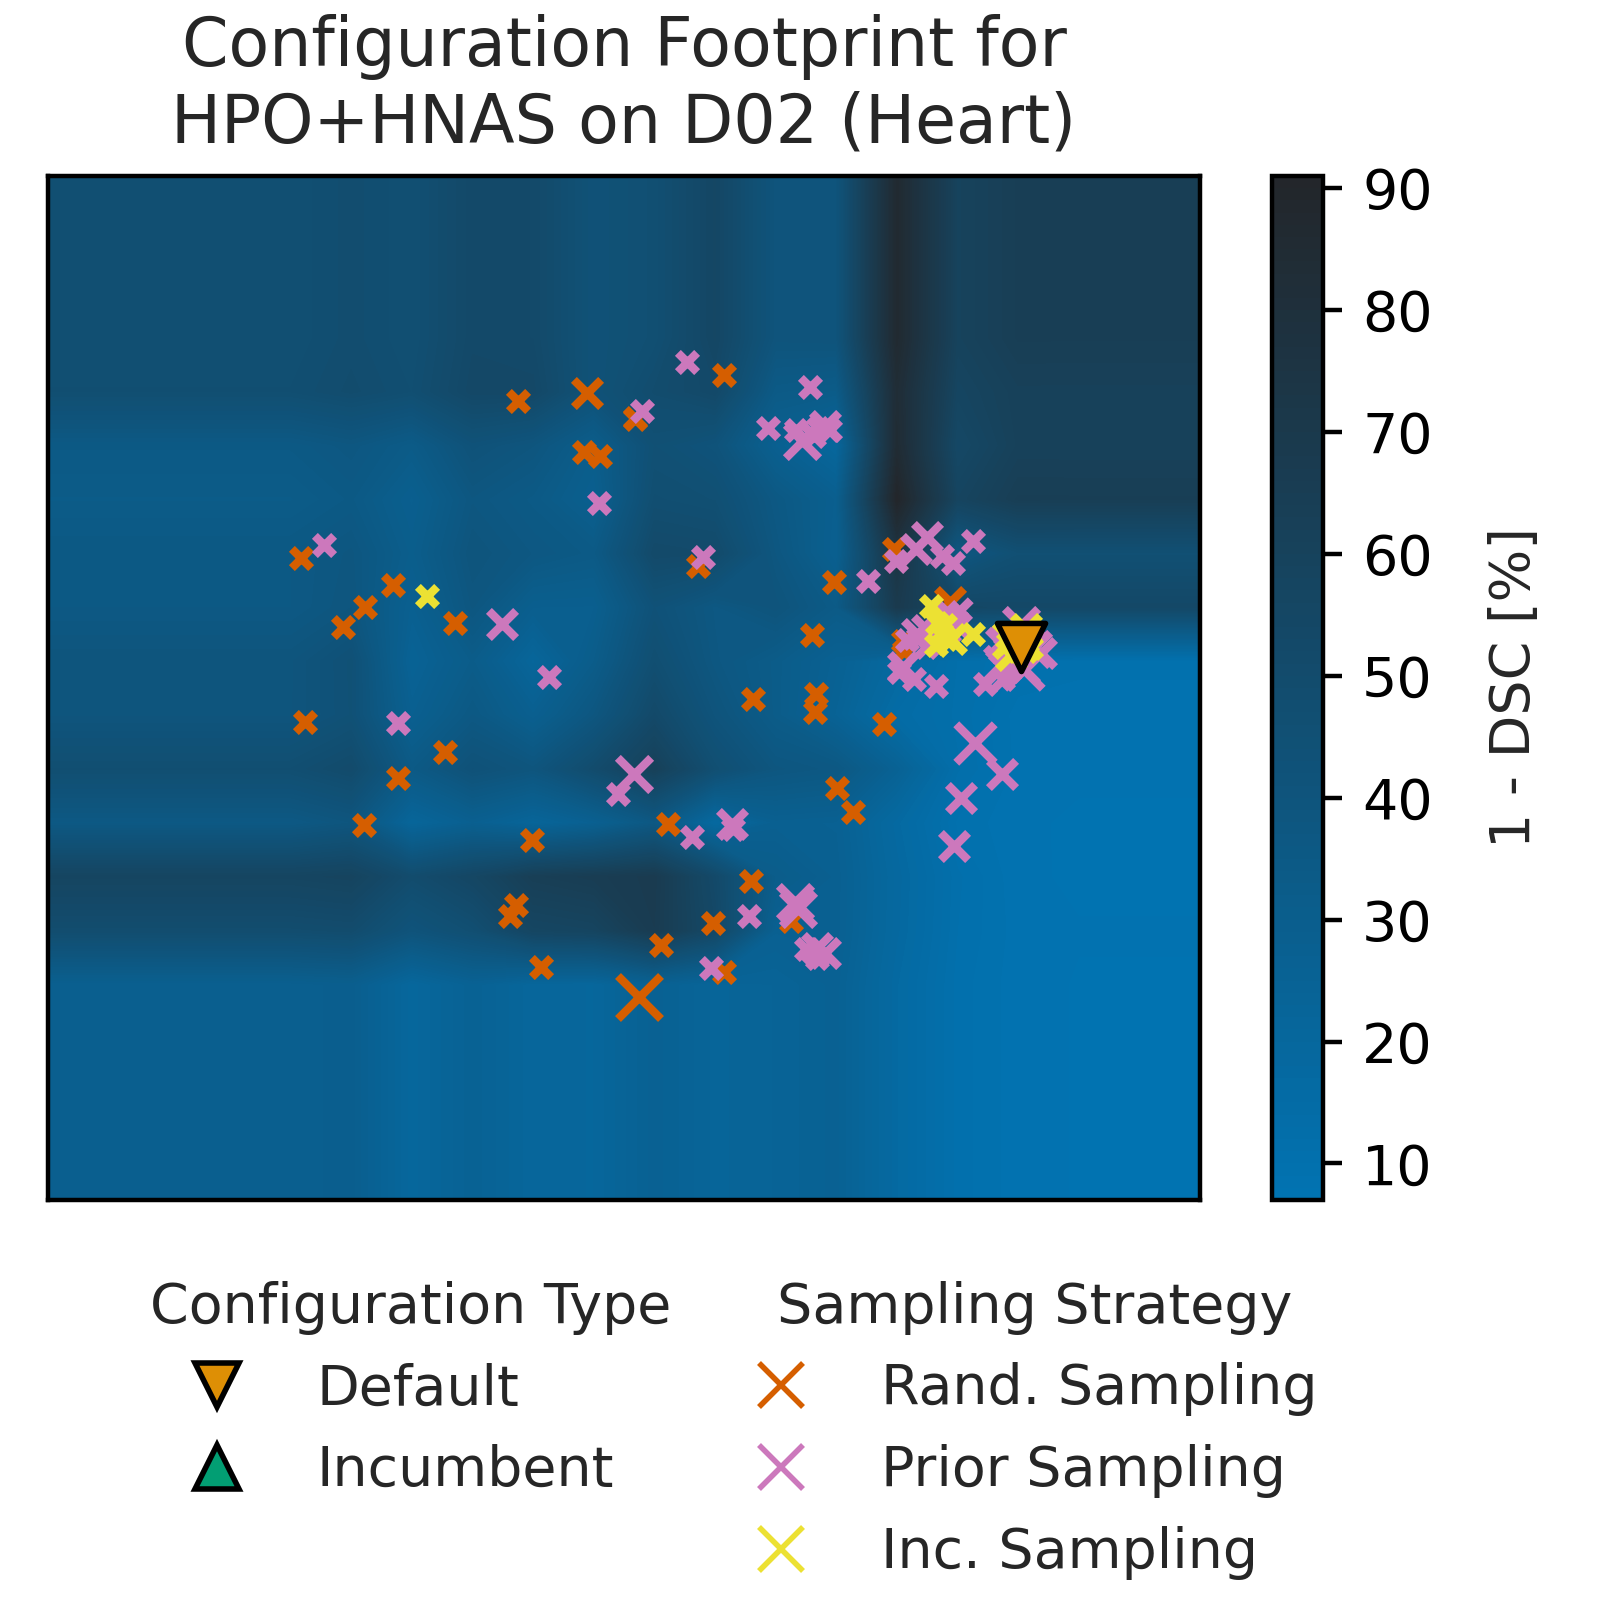 Configuration Footprint for
HPO+HNAS on D02 (Heart)
90
80
70
60
50
40
30
20
10
1 - DSC [%]
Configuration Type
Default
Incumbent
Sampling Strategy
Rand. Sampling
Prior Sampling
Inc. Sampling